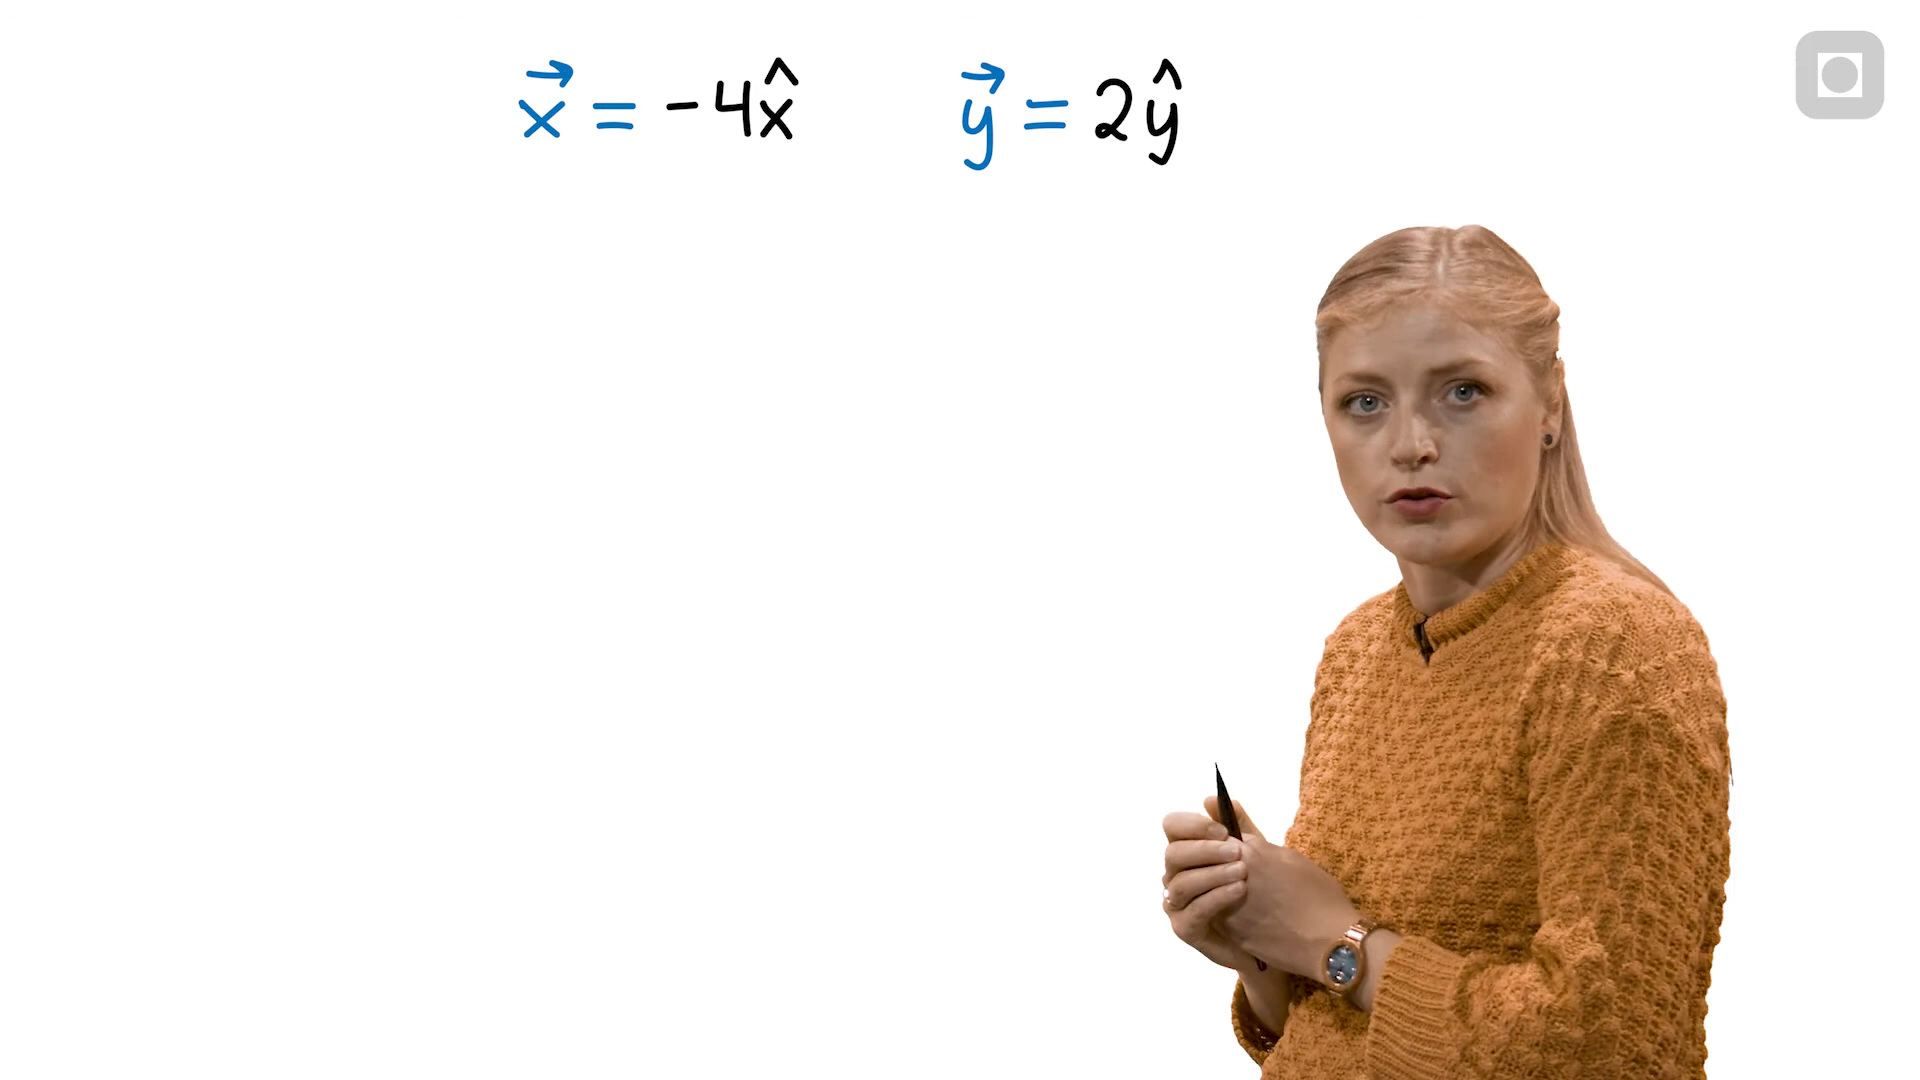 x⃗ = -4x̂ y⃗ = 2ŷ